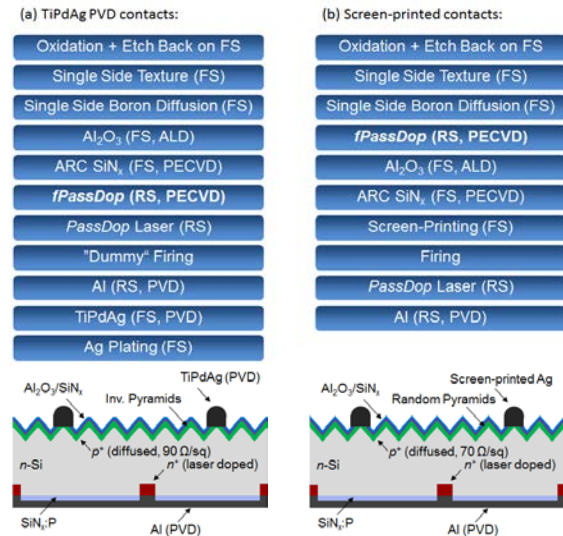 (a) TiPdAg PVD contacts:
Oxidation + Etch Back on FS
Single Side Texture (FS)
Single Side Boron Diffusion (FS)
Al₂O₃ (FS, ALD)
ARC SiNₓ (FS, PECVD)
fPassDop (RS, PECVD)
PassDop Laser (RS)
"Dummy“ Firing
Al (RS, PVD)
TiPdAg (FS, PVD)
Ag Plating (FS)
TiPdAg (PVD)
Al₂O₃/SiNₓ
Inv. Pyramids
p⁺ (diffused, 90 Ω/sq)
n-Si
n⁺ (laser doped)
SiNₓ:P
Al (PVD)
(b) Screen-printed contacts:
Oxidation + Etch Back on FS
Single Side Texture (FS)
Single Side Boron Diffusion (FS)
fPassDop (RS, PECVD)
Al₂O₃ (FS, ALD)
ARC SiNₓ (FS, PECVD)
Screen-Printing (FS)
Firing
PassDop Laser (RS)
Al (RS, PVD)
Screen-printed Ag
Al₂O₃/SiNₓ
Random Pyramids
p⁺ (diffused, 70 Ω/sq)
n-Si
n⁺ (laser doped)
SiNₓ:P
Al (PVD)